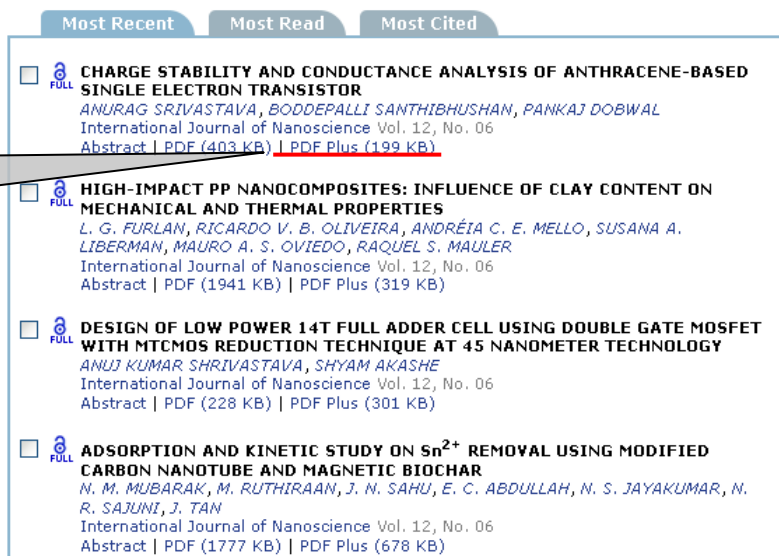 Most Recent Most Read Most Cited
CHARGE STABILITY AND CONDUCTANCE ANALYSIS OF ANTHRACENE-BASED
FULL SINGLE ELECTRON TRANSISTOR
ANURAG SRIVASTAVA, BODDEPALLI SANTHIBHUSHAN, PANKAJ DOBWAL
International Journal of Nanoscience Vol. 12, No. 06
Abstract | PDF (403 KB) | PDF Plus (199 KB)
HIGH-IMPACT PP NANOCOMPOSITES: INFLUENCE OF CLAY CONTENT ON
FULL MECHANICAL AND THERMAL PROPERTIES
L. G. FURLAN, RICARDO V. B. OLIVEIRA, ANDRÉIA C. E. MELLO, SUSANA A.
LIBERMAN, MAURO A. S. OVIEDO, RAQUEL S. MAULER
International Journal of Nanoscience Vol. 12, No. 06
Abstract | PDF (1941 KB) | PDF Plus (319 KB)
DESIGN OF LOW POWER 14T FULL ADDER CELL USING DOUBLE GATE MOSFET
FULL WITH MTCMOS REDUCTION TECHNIQUE AT 45 NANOMETER TECHNOLOGY
ANUJ KUMAR SHRIVASTAVA, SHYAM AKASHE
International Journal of Nanoscience Vol. 12, No. 06
Abstract | PDF (228 KB) | PDF Plus (301 KB)
ADSORPTION AND KINETIC STUDY ON Sn²⁺ REMOVAL USING MODIFIED
FULL CARBON NANOTUBE AND MAGNETIC BIOCHAR
N. M. MUBARAK, M. RUTHIRAAN, J. N. SAHU, E. C. ABDULLAH, N. S. JAYAKUMAR, N.
R. SAJUNI, J. TAN
International Journal of Nanoscience Vol. 12, No. 06
Abstract | PDF (1777 KB) | PDF Plus (678 KB)